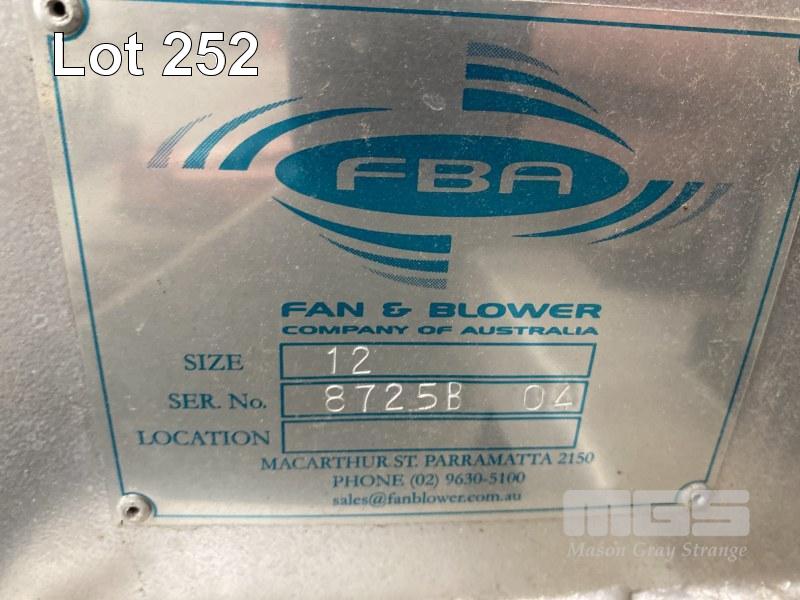 Lot 252
FBA
FAN & BLOWER
COMPANY OF AUSTRALIA
SIZE 12
SER. No. 8725B 04
LOCATION
MACARTHUR ST. PARRAMATTA 2150
PHONE (02) 9630-5100
sales@fanblower.com.au
MGS
Mason Gray Strange